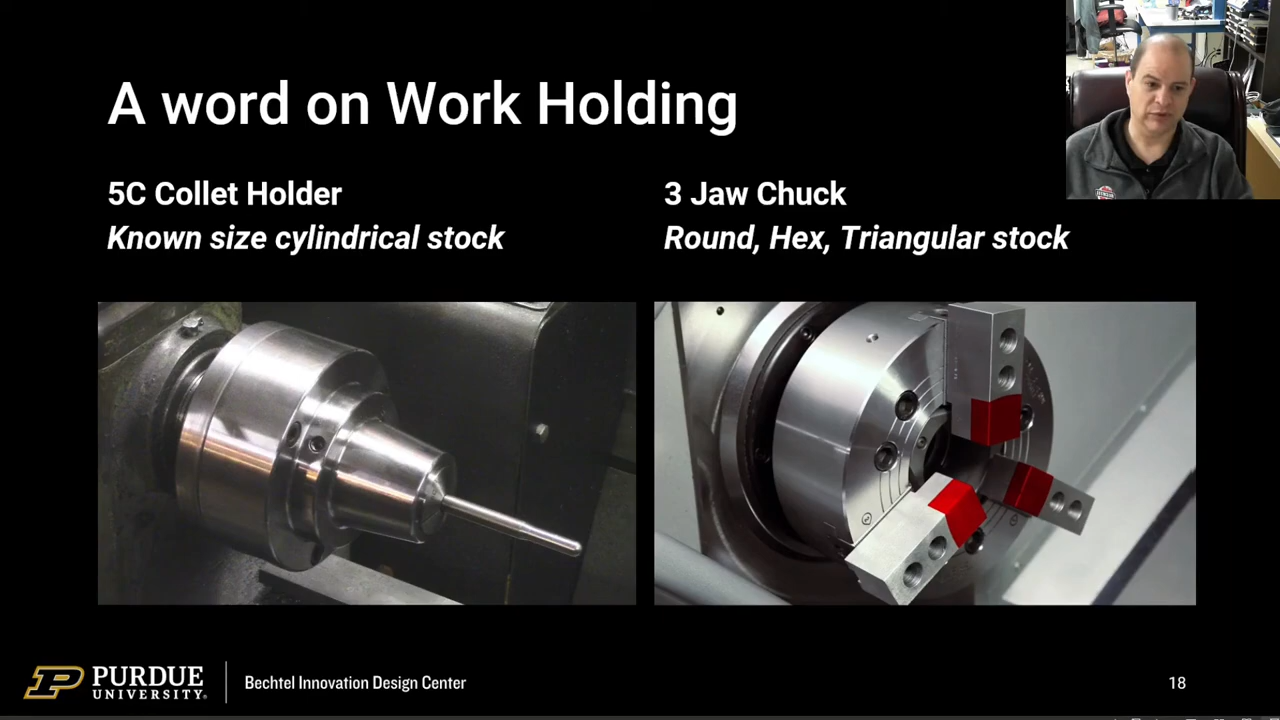 A word on Work Holding
5C Collet Holder
Known size cylindrical stock
3 Jaw Chuck
Round, Hex, Triangular stock
PURDUE
UNIVERSITY®
Bechtel Innovation Design Center
18